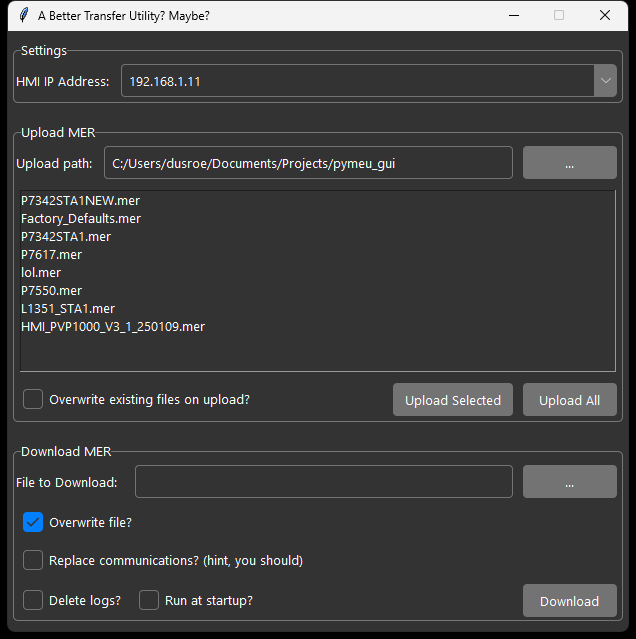 A Better Transfer Utility? Maybe?
Settings
HMI IP Address: 192.168.1.11
Upload MER
Upload path: C:/Users/dusroe/Documents/Projects/pymeu_gui ...
P7342STA1NEW.mer
Factory_Defaults.mer
P7342STA1.mer
P7617.mer
lol.mer
P7550.mer
L1351_STA1.mer
HMI_PVP1000_V3_1_250109.mer
Overwrite existing files on upload? Upload Selected Upload All
Download MER
File to Download: ...
Overwrite file?
Replace communications? (hint, you should)
Delete logs? Run at startup? Download